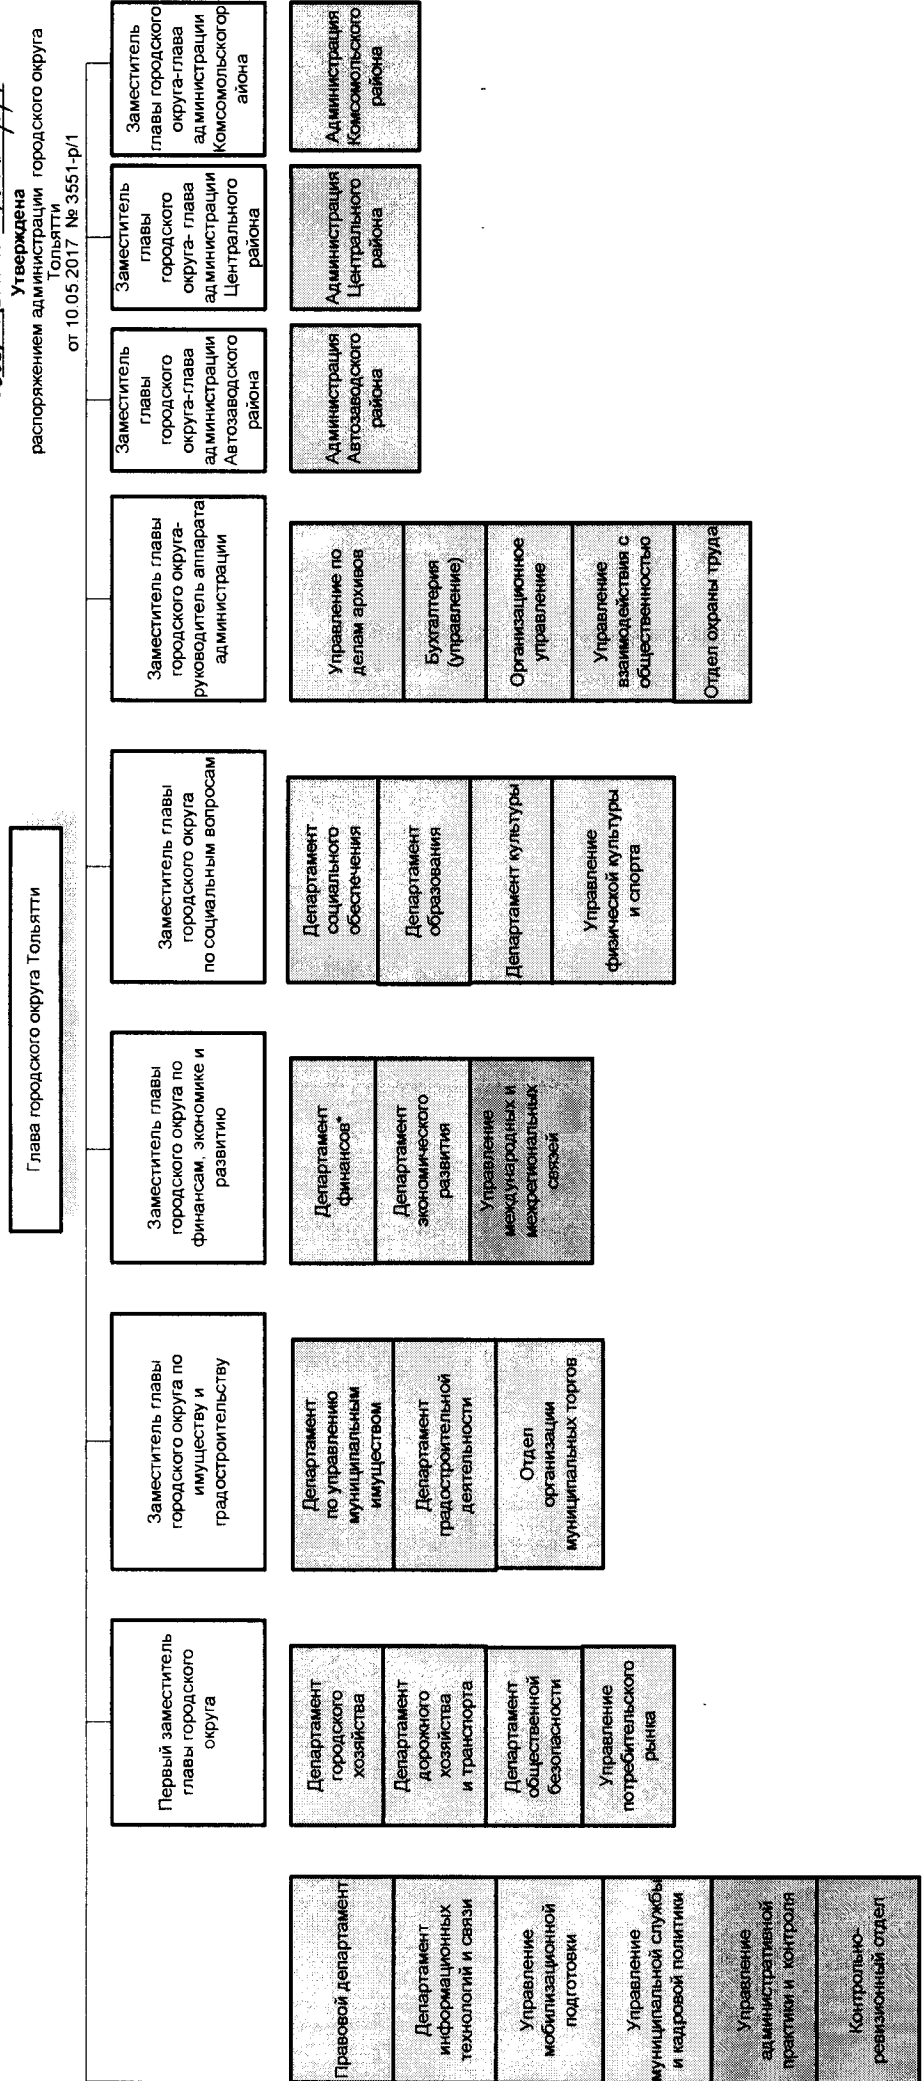 Утверждена
распоряжением администрации городского округа
Тольятти
от 10.05.2017 № 3551-р/1
Глава городского округа Тольятти
Первый заместитель
главы городского
округа
Заместитель главы
городского округа по
имуществу и
градостроительству
Заместитель главы
городского округа по
финансам, экономике и
развитию
Заместитель главы
городского округа
по социальным вопросам
Заместитель главы
городского округа-
руководитель аппарата
администрации
Заместитель
главы
городского
округа-глава
администрации
Автозаводского
района
Заместитель
главы
городского
округа- глава
администрации
Центрального
района
Заместитель
главы городского
округа-глава
администрации
Комсомольскогор
айона
Правовой департамент
Департамент
информационных
технологий и связи
Управление
мобилизационной
подготовки
Управление
муниципальной службы
и кадровой политики
Управление
административной
практики и контроля
Контрольно-
ревизионный отдел
Департамент
городского
хозяйства
Департамент
дорожного
хозяйства
и транспорта
Департамент
общественной
безопасности
Управление
потребительского
рынка
Департамент
по управлению
муниципальным
имуществом
Департамент
градостроительной
деятельности
Отдел
организации
муниципальных торгов
Департамент
финансов*
Департамент
экономического
развития
Управление
международных и
межрегиональных
связей
Департамент
социального
обеспечения
Департамент
образования
Департамент культуры
Управление
физической культуры
и спорта
Управление по
делам архивов
Бухгалтерия
(управление)
Организационное
управление
Управление
взаимодействия с
общественностью
Отдел охраны труда
Администрация
Автозаводского
района
Администрация
Центрального
района
Администрация
Комсомольского
района